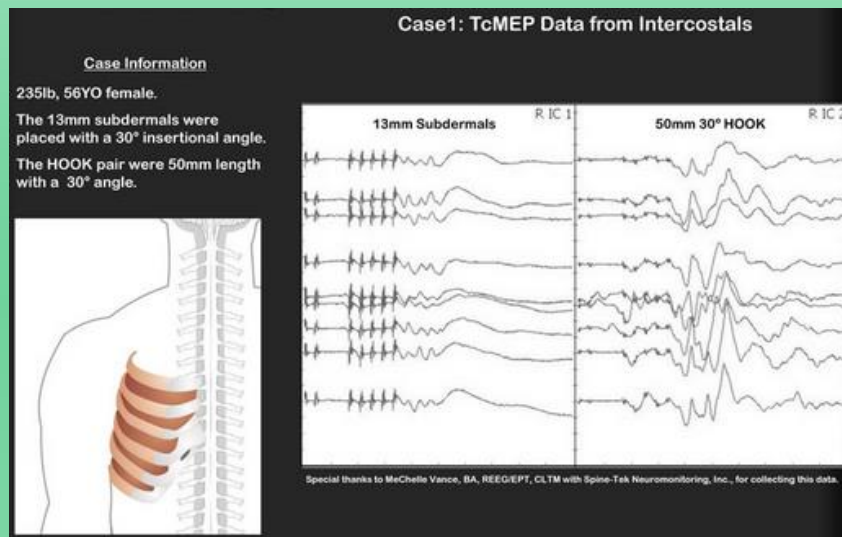 Case1: TcMEP Data from Intercostals
Case Information
235lb, 56YO female.
The 13mm subdermals were
placed with a 30° insertional angle.
The HOOK pair were 50mm length
with a 30° angle.
R IC 1
13mm Subdermals
R IC 2
50mm 30° HOOK
Special thanks to MeChelle Vance, BA, REEG/EPT, CLTM with Spine-Tek Neuromonitoring, Inc., for collecting this data.